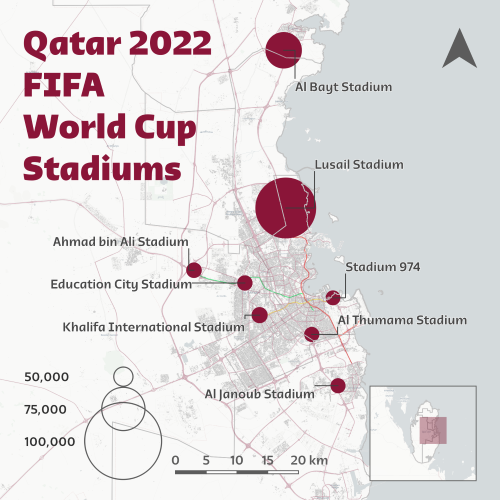 Qatar 2022
FIFA
World Cup
Stadiums
Al Bayt Stadium
Lusail Stadium
Ahmad bin Ali Stadium
Stadium 974
Education City Stadium
Al Thumama Stadium
Khalifa International Stadium
Al Janoub Stadium
50,000
75,000
100,000
0 5 10 15 20 km